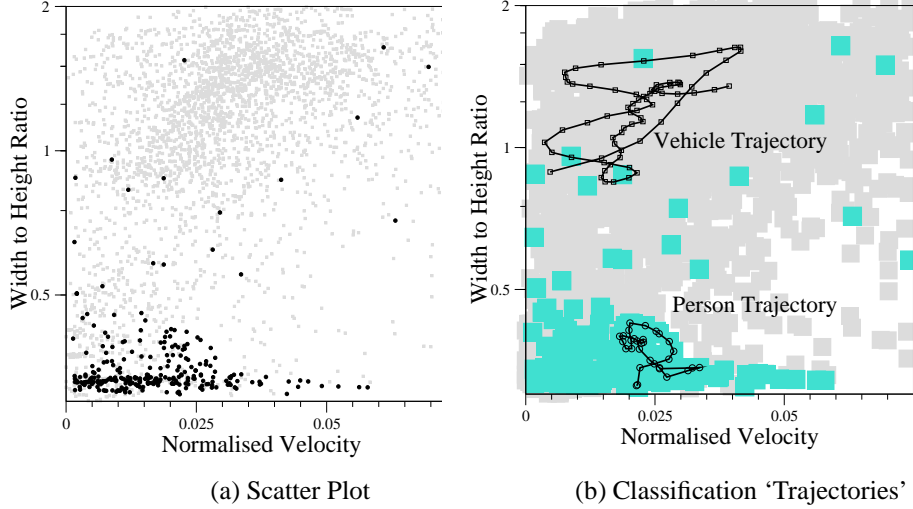 2
1
0.5
Width to Height Ratio
0
0.025
0.05
Normalised Velocity
(a) Scatter Plot
2
1
0.5
Width to Height Ratio
Vehicle Trajectory
Person Trajectory
0
0.025
0.05
Normalised Velocity
(b) Classification ‘Trajectories’